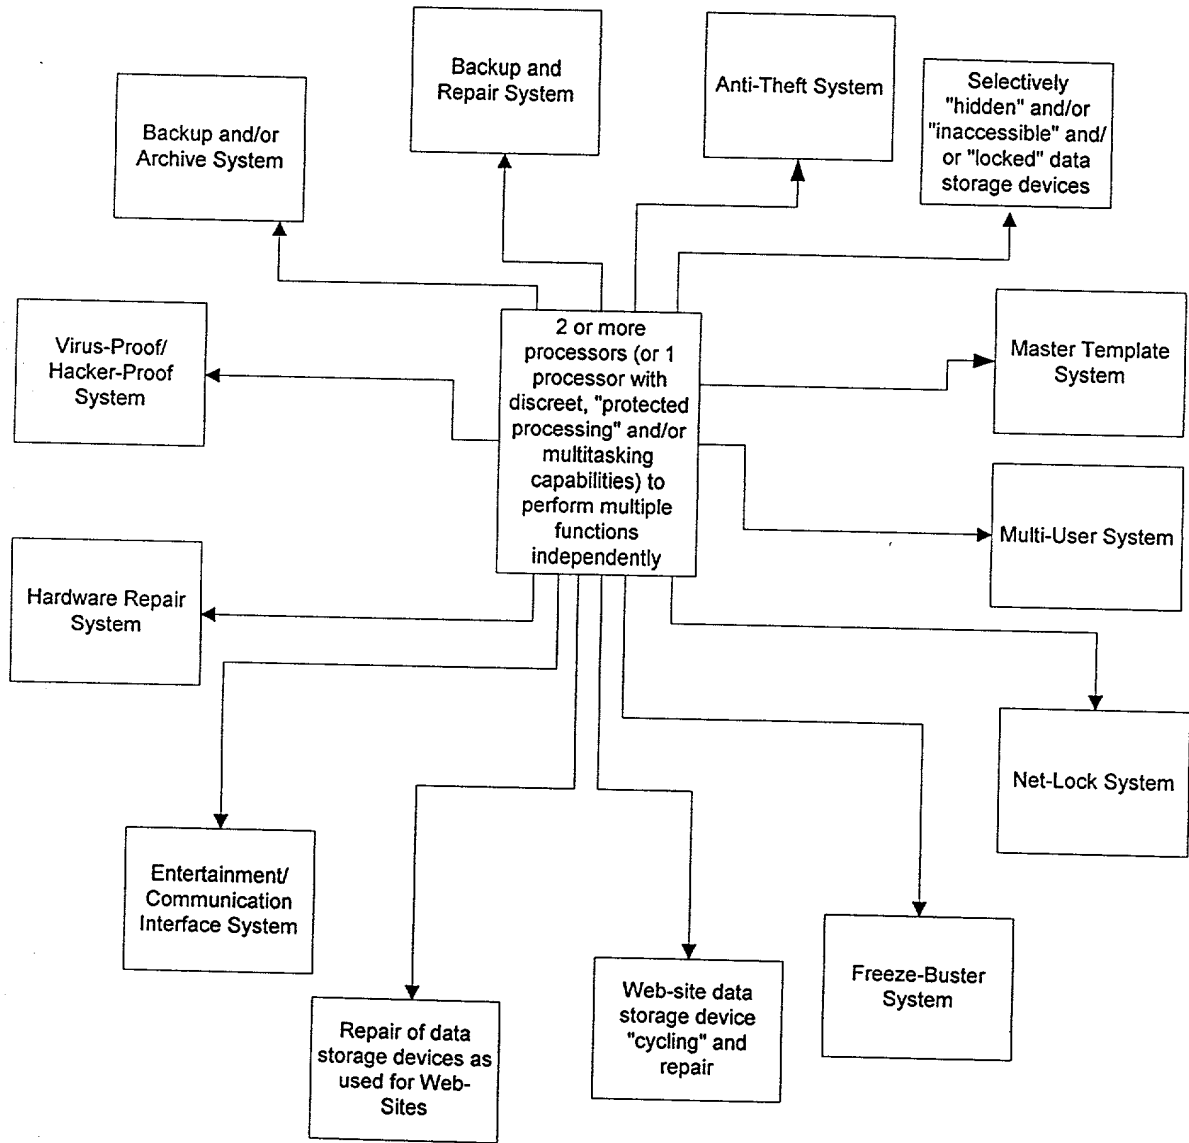 Backup and
Repair System
Anti-Theft System
Selectively
"hidden" and/or
"inaccessible" and/
or "locked" data
storage devices
Backup and/or
Archive System
Virus-Proof/
Hacker-Proof
System
2 or more
processors (or 1
processor with
discreet, "protected
processing" and/or
multitasking
capabilities) to
perform multiple
functions
independently
Master Template
System
Multi-User System
Hardware Repair
System
Net-Lock System
Entertainment/
Communication
Interface System
Freeze-Buster
System
Web-site data
storage device
"cycling" and
repair
Repair of data
storage devices as
used for Web-
Sites